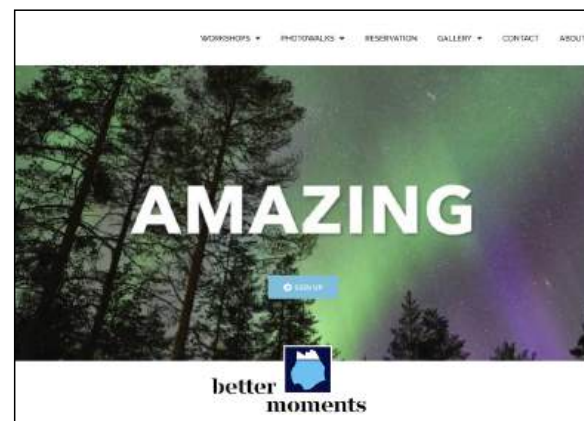 WORKSHOPS PHOTOWALKS RESERVATION GALLERY CONTACT ABOUT
AMAZING
SIGN UP
better
moments